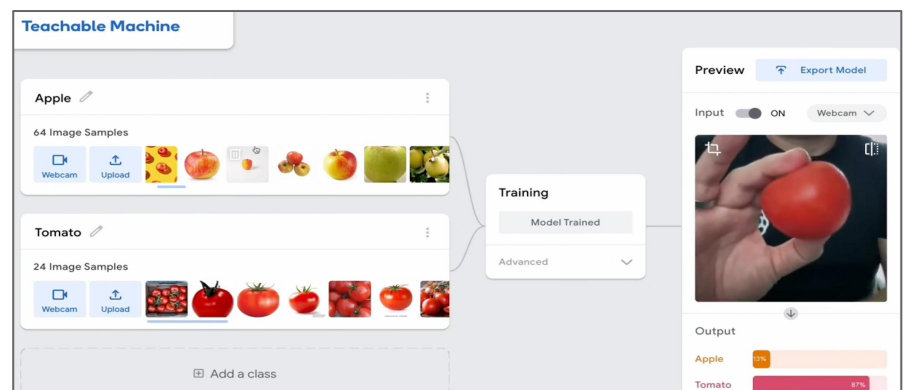 Teachable Machine
Apple
64 Image Samples
Webcam
Upload
Tomato
24 Image Samples
Webcam
Upload
Add a class
Training
Model Trained
Advanced
Preview
Export Model
Input
ON
Webcam
Output
Apple
13%
Tomato
87%